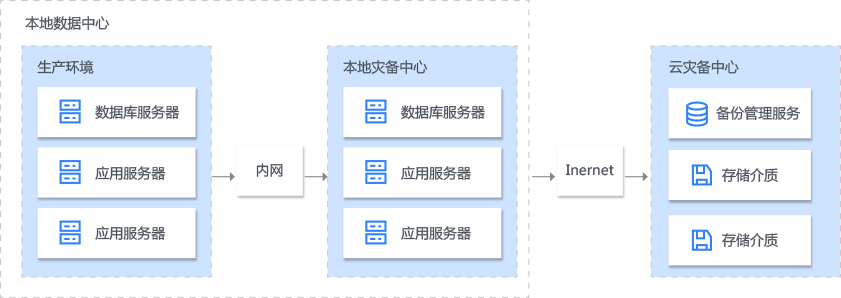 本地数据中心
生产环境
数据库服务器
应用服务器
应用服务器
内网
本地灾备中心
数据库服务器
应用服务器
应用服务器
Inernet
云灾备中心
备份管理服务
存储介质
存储介质